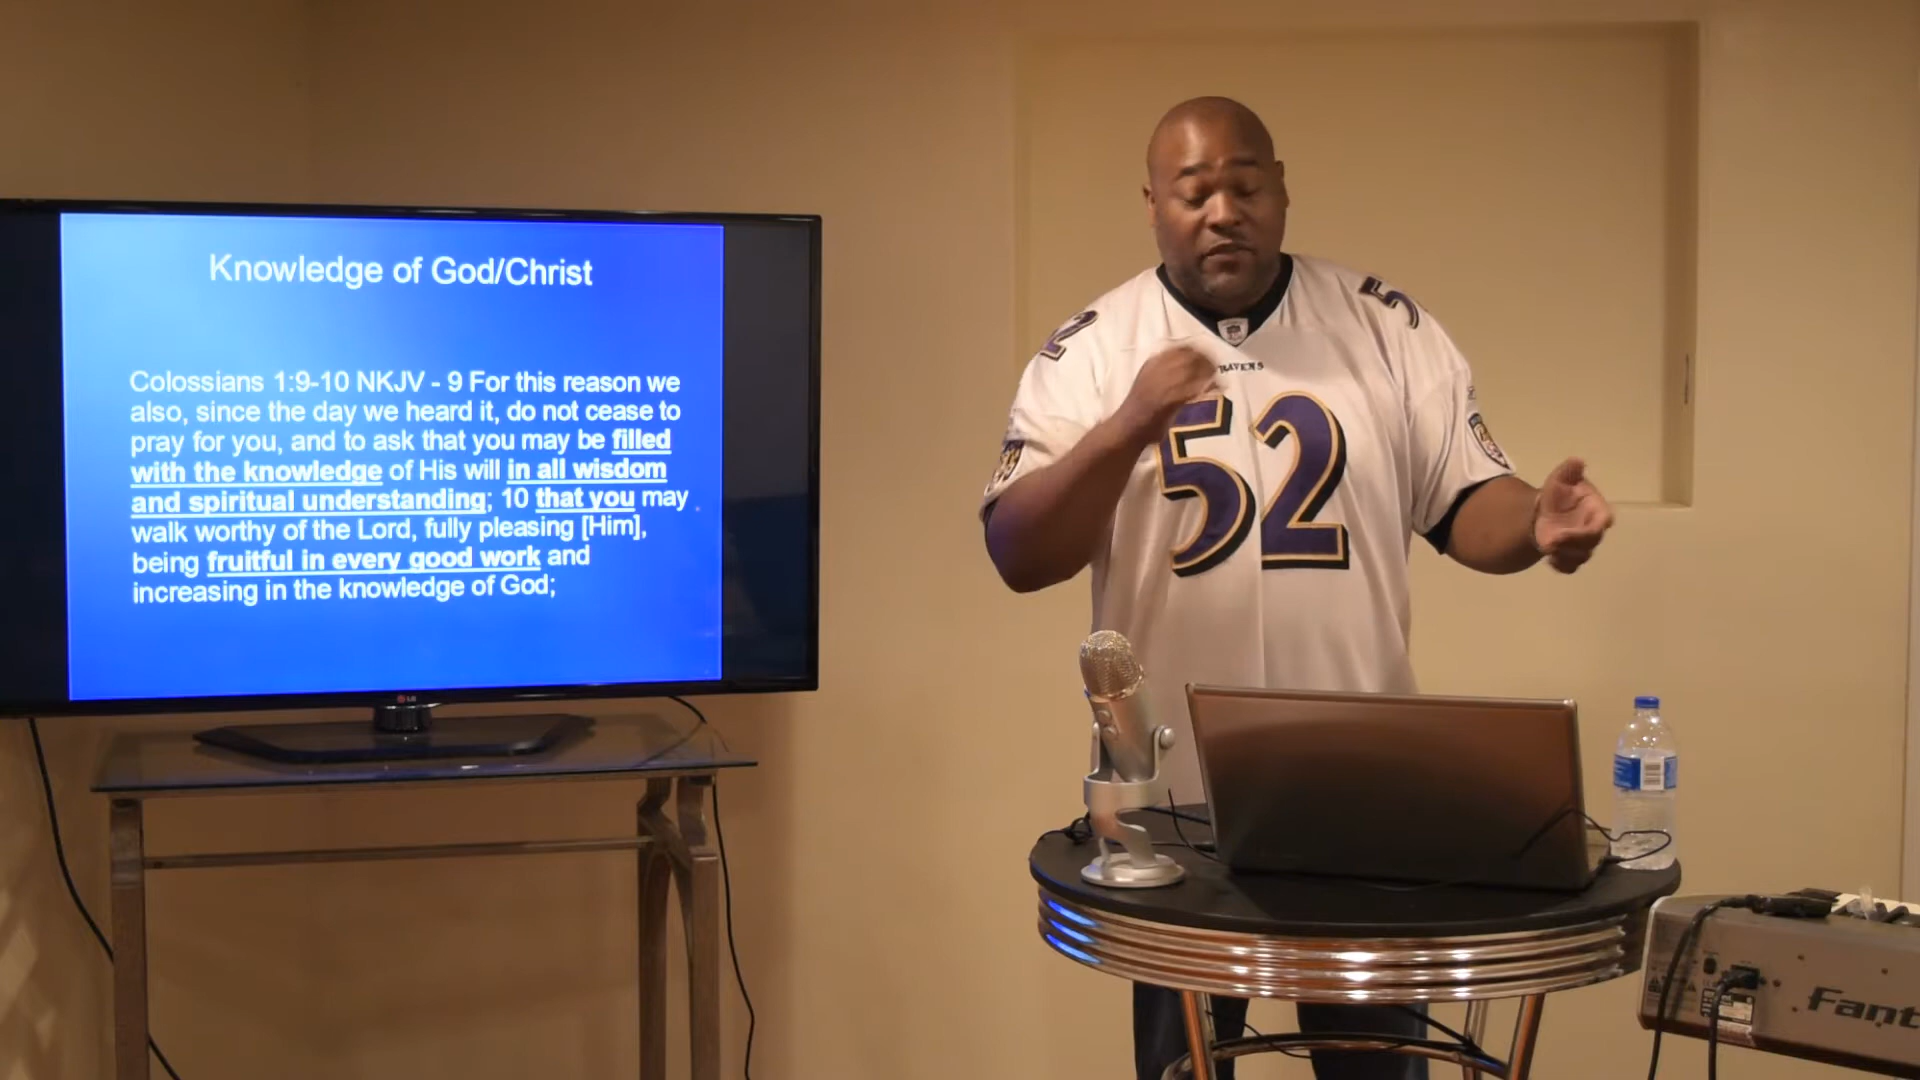 Knowledge of God/Christ
Colossians 1:9-10 NKJV - 9 For this reason we
also, since the day we heard it, do not cease to
pray for you, and to ask that you may be filled
with the knowledge of His will in all wisdom
and spiritual understanding; 10 that you may
walk worthy of the Lord, fully pleasing [Him],
being fruitful in every good work and
increasing in the knowledge of God;
LG
52
52
RAVENS
52
Fant